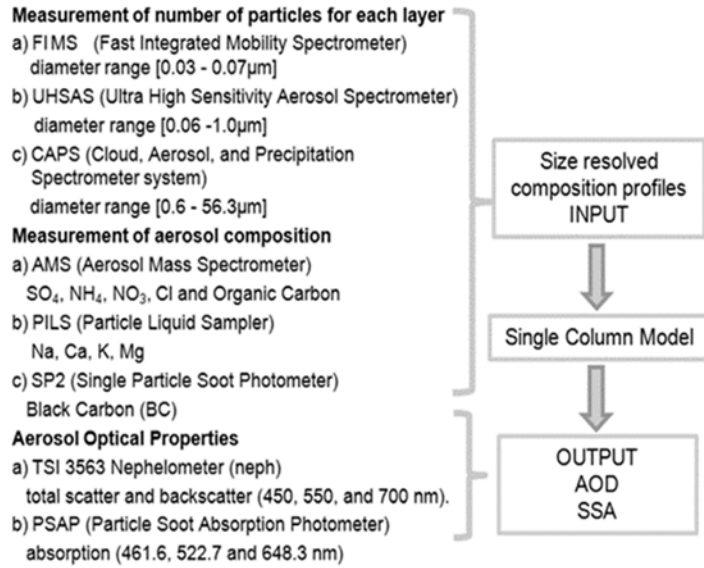 Measurement of number of particles for each layer
a) FIMS (Fast Integrated Mobility Spectrometer)
diameter range [0.03 - 0.07µm]
b) UHSAS (Ultra High Sensitivity Aerosol Spectrometer)
diameter range [0.06 -1.0µm]
c) CAPS (Cloud, Aerosol, and Precipitation
Spectrometer system)
diameter range [0.6 - 56.3µm]
Measurement of aerosol composition
a) AMS (Aerosol Mass Spectrometer)
SO₄, NH₄, NO₃, Cl and Organic Carbon
b) PILS (Particle Liquid Sampler)
Na, Ca, K, Mg
c) SP2 (Single Particle Soot Photometer)
Black Carbon (BC)
Aerosol Optical Properties
a) TSI 3563 Nephelometer (neph)
total scatter and backscatter (450, 550, and 700 nm).
b) PSAP (Particle Soot Absorption Photometer)
absorption (461.6, 522.7 and 648.3 nm)
Size resolved
composition profiles
INPUT
Single Column Model
OUTPUT
AOD
SSA